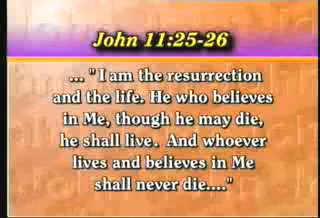 John 11:25-26
... "I am the resurrection
and the life. He who believes
in Me, though he may die,
he shall live. And whoever
lives and believes in Me
shall never die...."